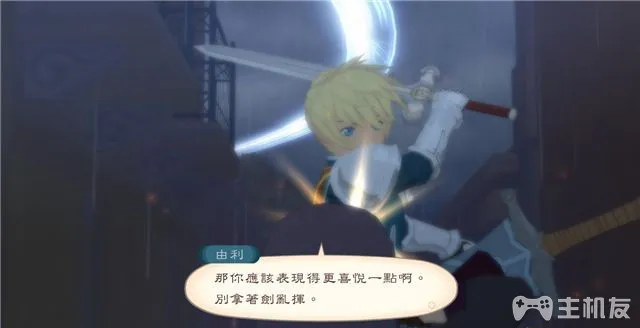 由利
那你應該表現得更喜悅一點啊。
別拿著劍亂揮。
主机友